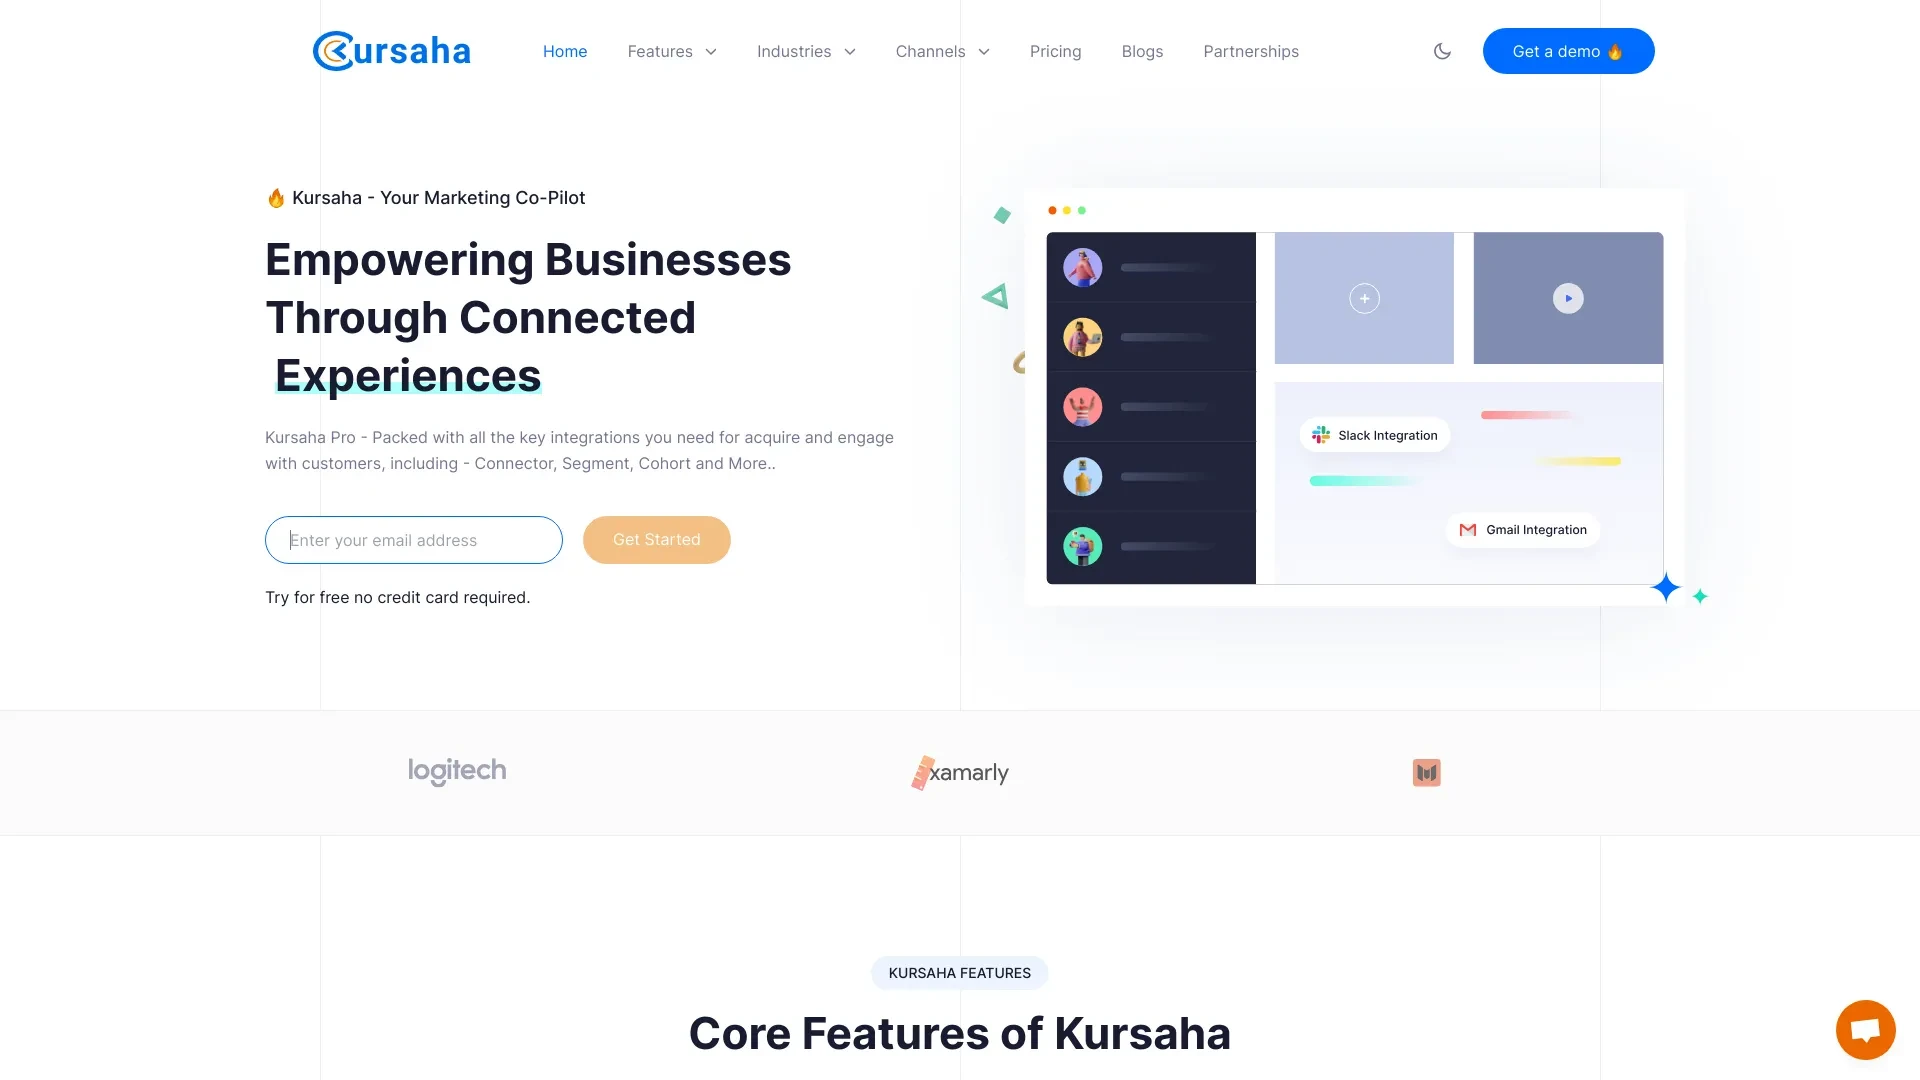 Kursaha
Home
Features
Industries
Channels
Pricing
Blogs
Partnerships
Get a demo 🔥
🔥 Kursaha - Your Marketing Co-Pilot
Empowering Businesses
Through Connected
Experiences
Kursaha Pro - Packed with all the key integrations you need for acquire and engage
with customers, including - Connector, Segment, Cohort and More..
Enter your email address
Get Started
Try for free no credit card required.
Slack Integration
Gmail Integration
logitech
xamarly
KURSAHA FEATURES
Core Features of Kursaha